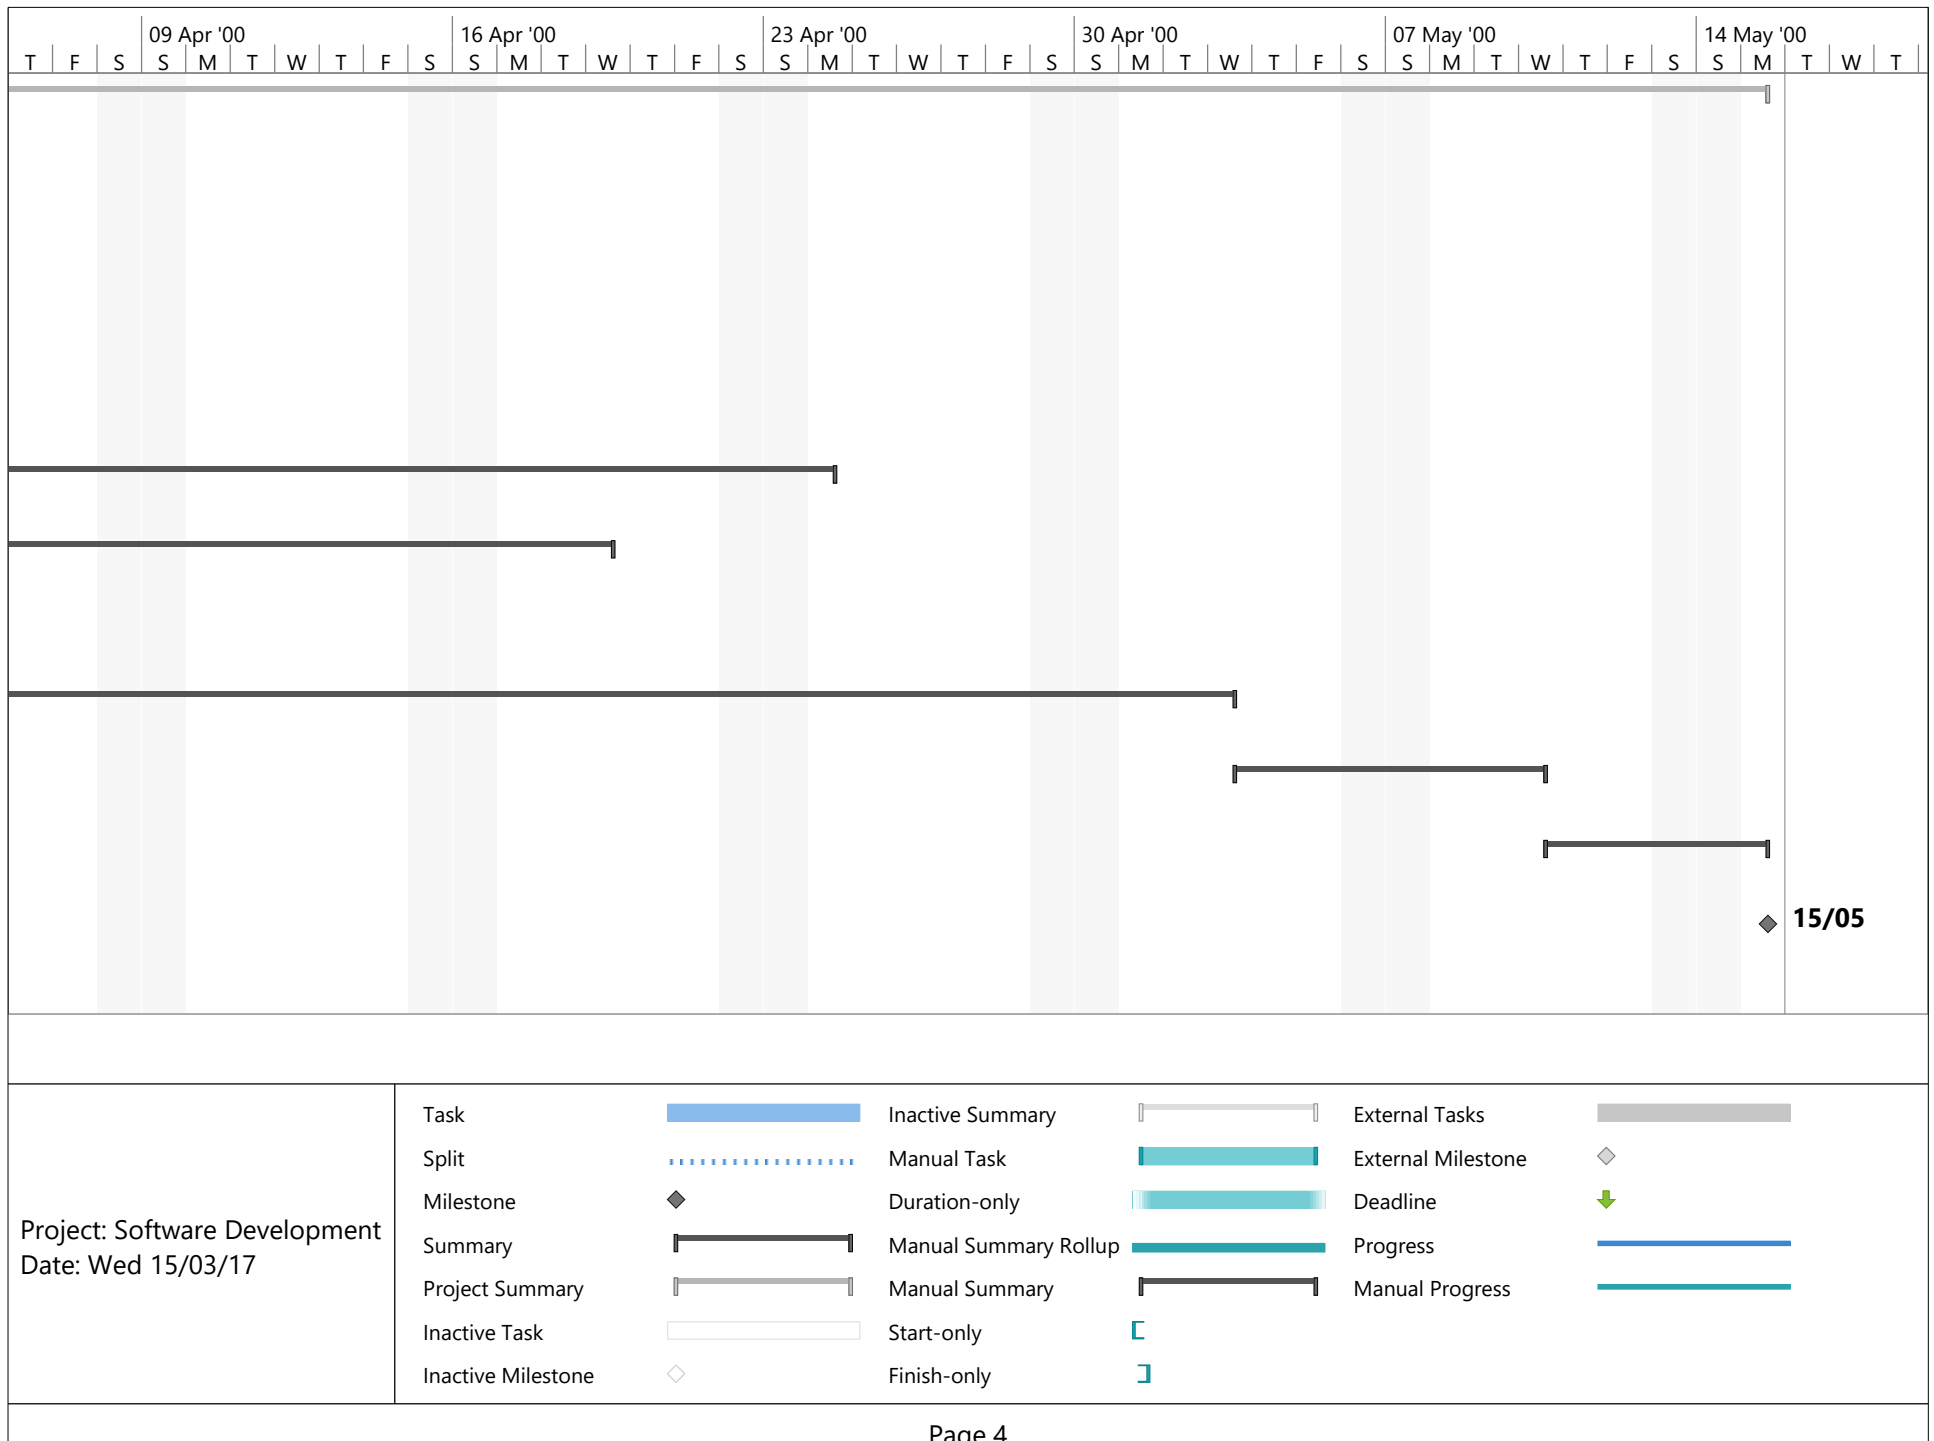 09 Apr '00 16 Apr '00 23 Apr '00 30 Apr '00 07 May '00 14 May '00
T F S S M T W T F S S M T W T F S S M T W T F S S M T W T F S S M T W T F S S M T W T
15/05
Project: Software Development
Date: Wed 15/03/17
Task
Split
Milestone
Summary
Project Summary
Inactive Task
Inactive Milestone
Inactive Summary
Manual Task
Duration-only
Manual Summary Rollup
Manual Summary
Start-only
Finish-only
External Tasks
External Milestone
Deadline
Progress
Manual Progress
Page 4